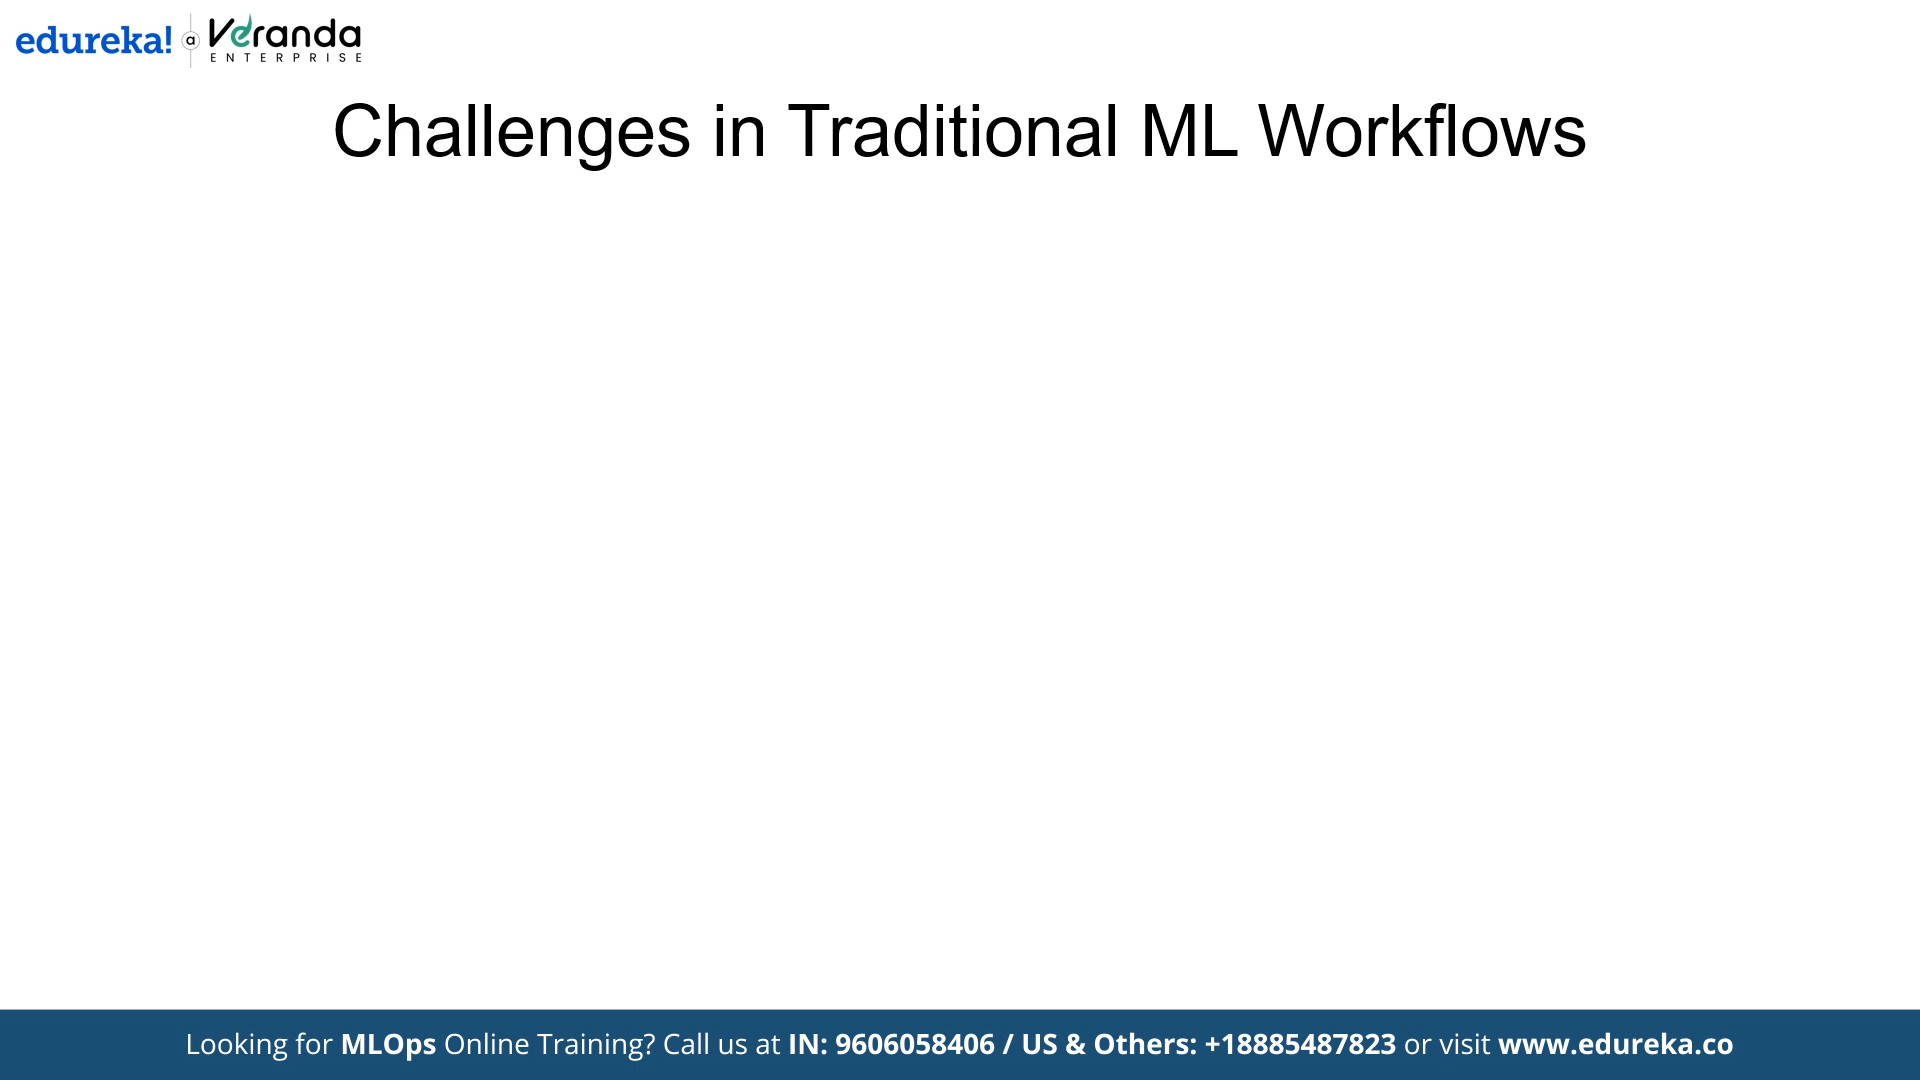 edureka! a Veranda
ENTERPRISE
Challenges in Traditional ML Workflows
Looking for MLOps Online Training? Call us at IN: 9606058406 / US & Others: +18885487823 or visit www.edureka.co